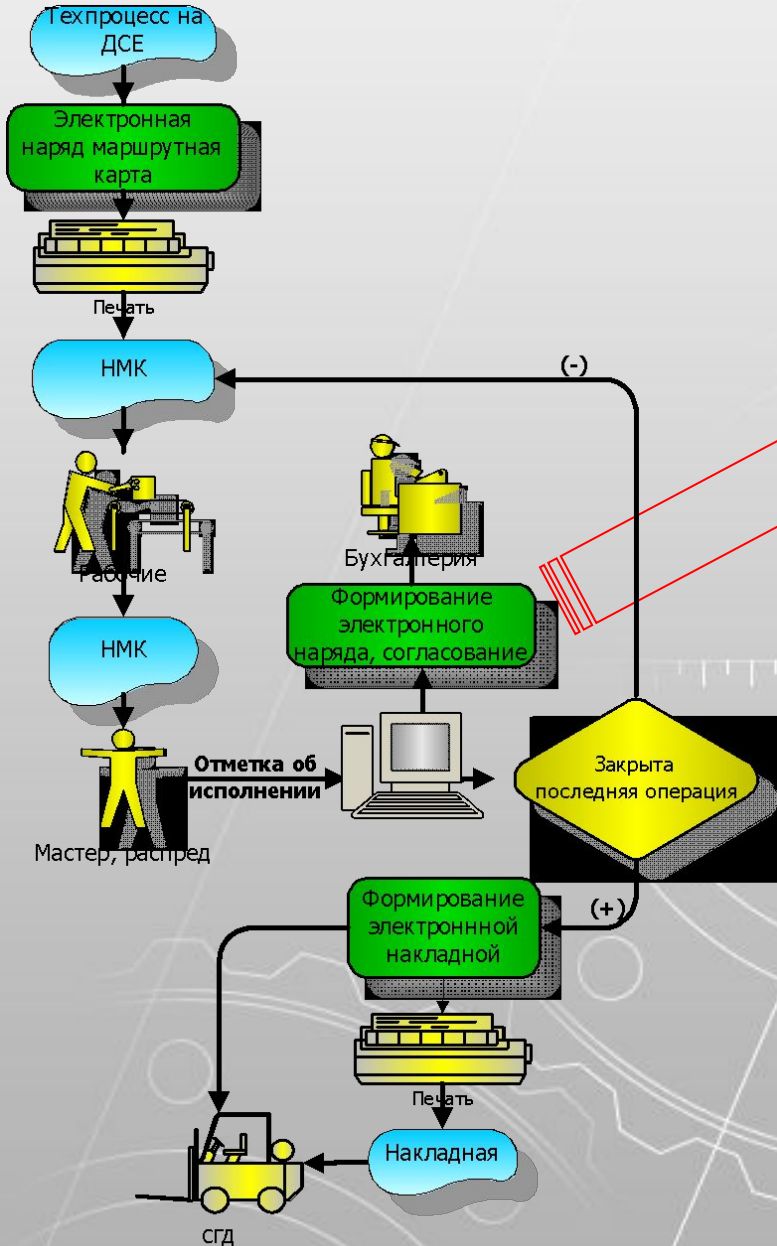 Техпроцесс на
ДСЕ
Электронная
наряд маршрутная
карта
Печать
НМК
(-)
Рабочие
Бухгалтерия
Формирование
электронного
наряда, согласование
НМК
Отметка об
исполнении
Закрыта
последняя операция
Мастер, распред
Формирование
электроннной
накладной
(+)
Печать
Накладная
СГД